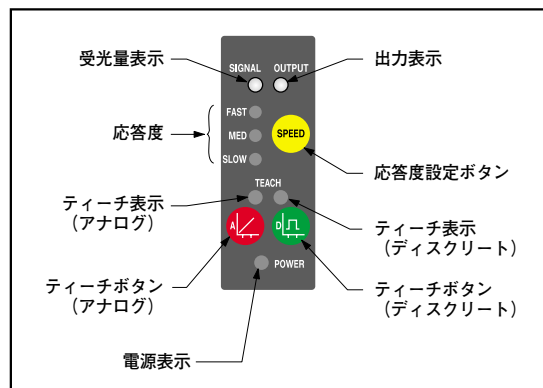 受光量表示
出力表示
SIGNAL OUTPUT
FAST
応答度
MED
SPEED
SLOW
応答度設定ボタン
TEACH
ティーチ表示
(アナログ)
ティーチ表示
(ディスクリート)
A
D
POWER
ティーチボタン
(アナログ)
ティーチボタン
(ディスクリート)
電源表示